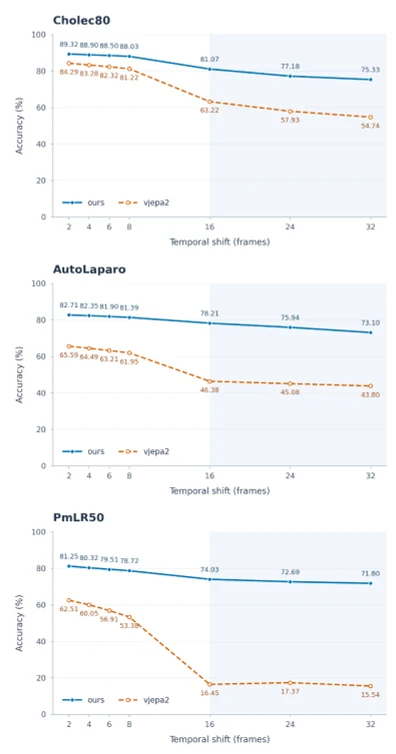 Cholec80
100
89.32 88.90 88.50 88.03
81.07
77.18
75.33
80
84.29 83.28 82.32 81.22
63.22
57.93
54.74
60
Accuracy (%)
40
20
ours vjepa2
0
2 4 6 8 16 24 32
Temporal shift (frames)
AutoLaparo
100
82.71 82.35 81.90 81.39
78.21
75.94
73.10
80
65.59 64.49 63.21 61.95
60
46.38
45.08
43.80
Accuracy (%)
40
20
ours vjepa2
0
2 4 6 8 16 24 32
Temporal shift (frames)
PmLR50
100
81.25 80.32 79.51 78.72
74.03
72.69
71.80
80
62.51 60.05 56.91 53.38
60
Accuracy (%)
40
20
16.45
17.37
15.54
ours vjepa2
0
2 4 6 8 16 24 32
Temporal shift (frames)